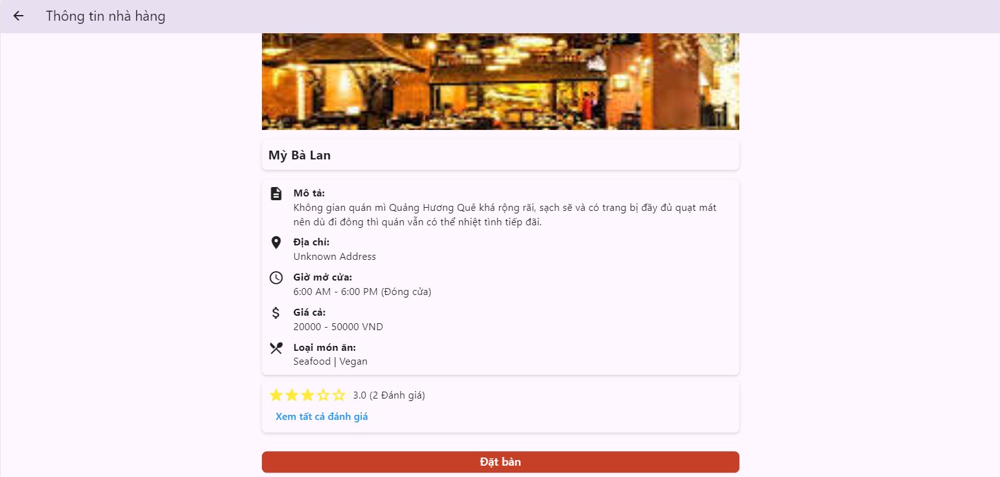 Thông tin nhà hàng
Mỳ Bà Lan
Mô tả:
Không gian quán mì Quảng Hương Quê khá rộng rãi, sạch sẽ và có trang bị đầy đủ quạt mát
nên dù đi đông thì quán vẫn có thể nhiệt tình tiếp đãi.
Địa chỉ:
Unknown Address
Giờ mở cửa:
6:00 AM - 6:00 PM (Đóng cửa)
Giá cả:
20000 - 50000 VND
Loại món ăn:
Seafood | Vegan
3.0 (2 Đánh giá)
Xem tất cả đánh giá
Đặt bàn